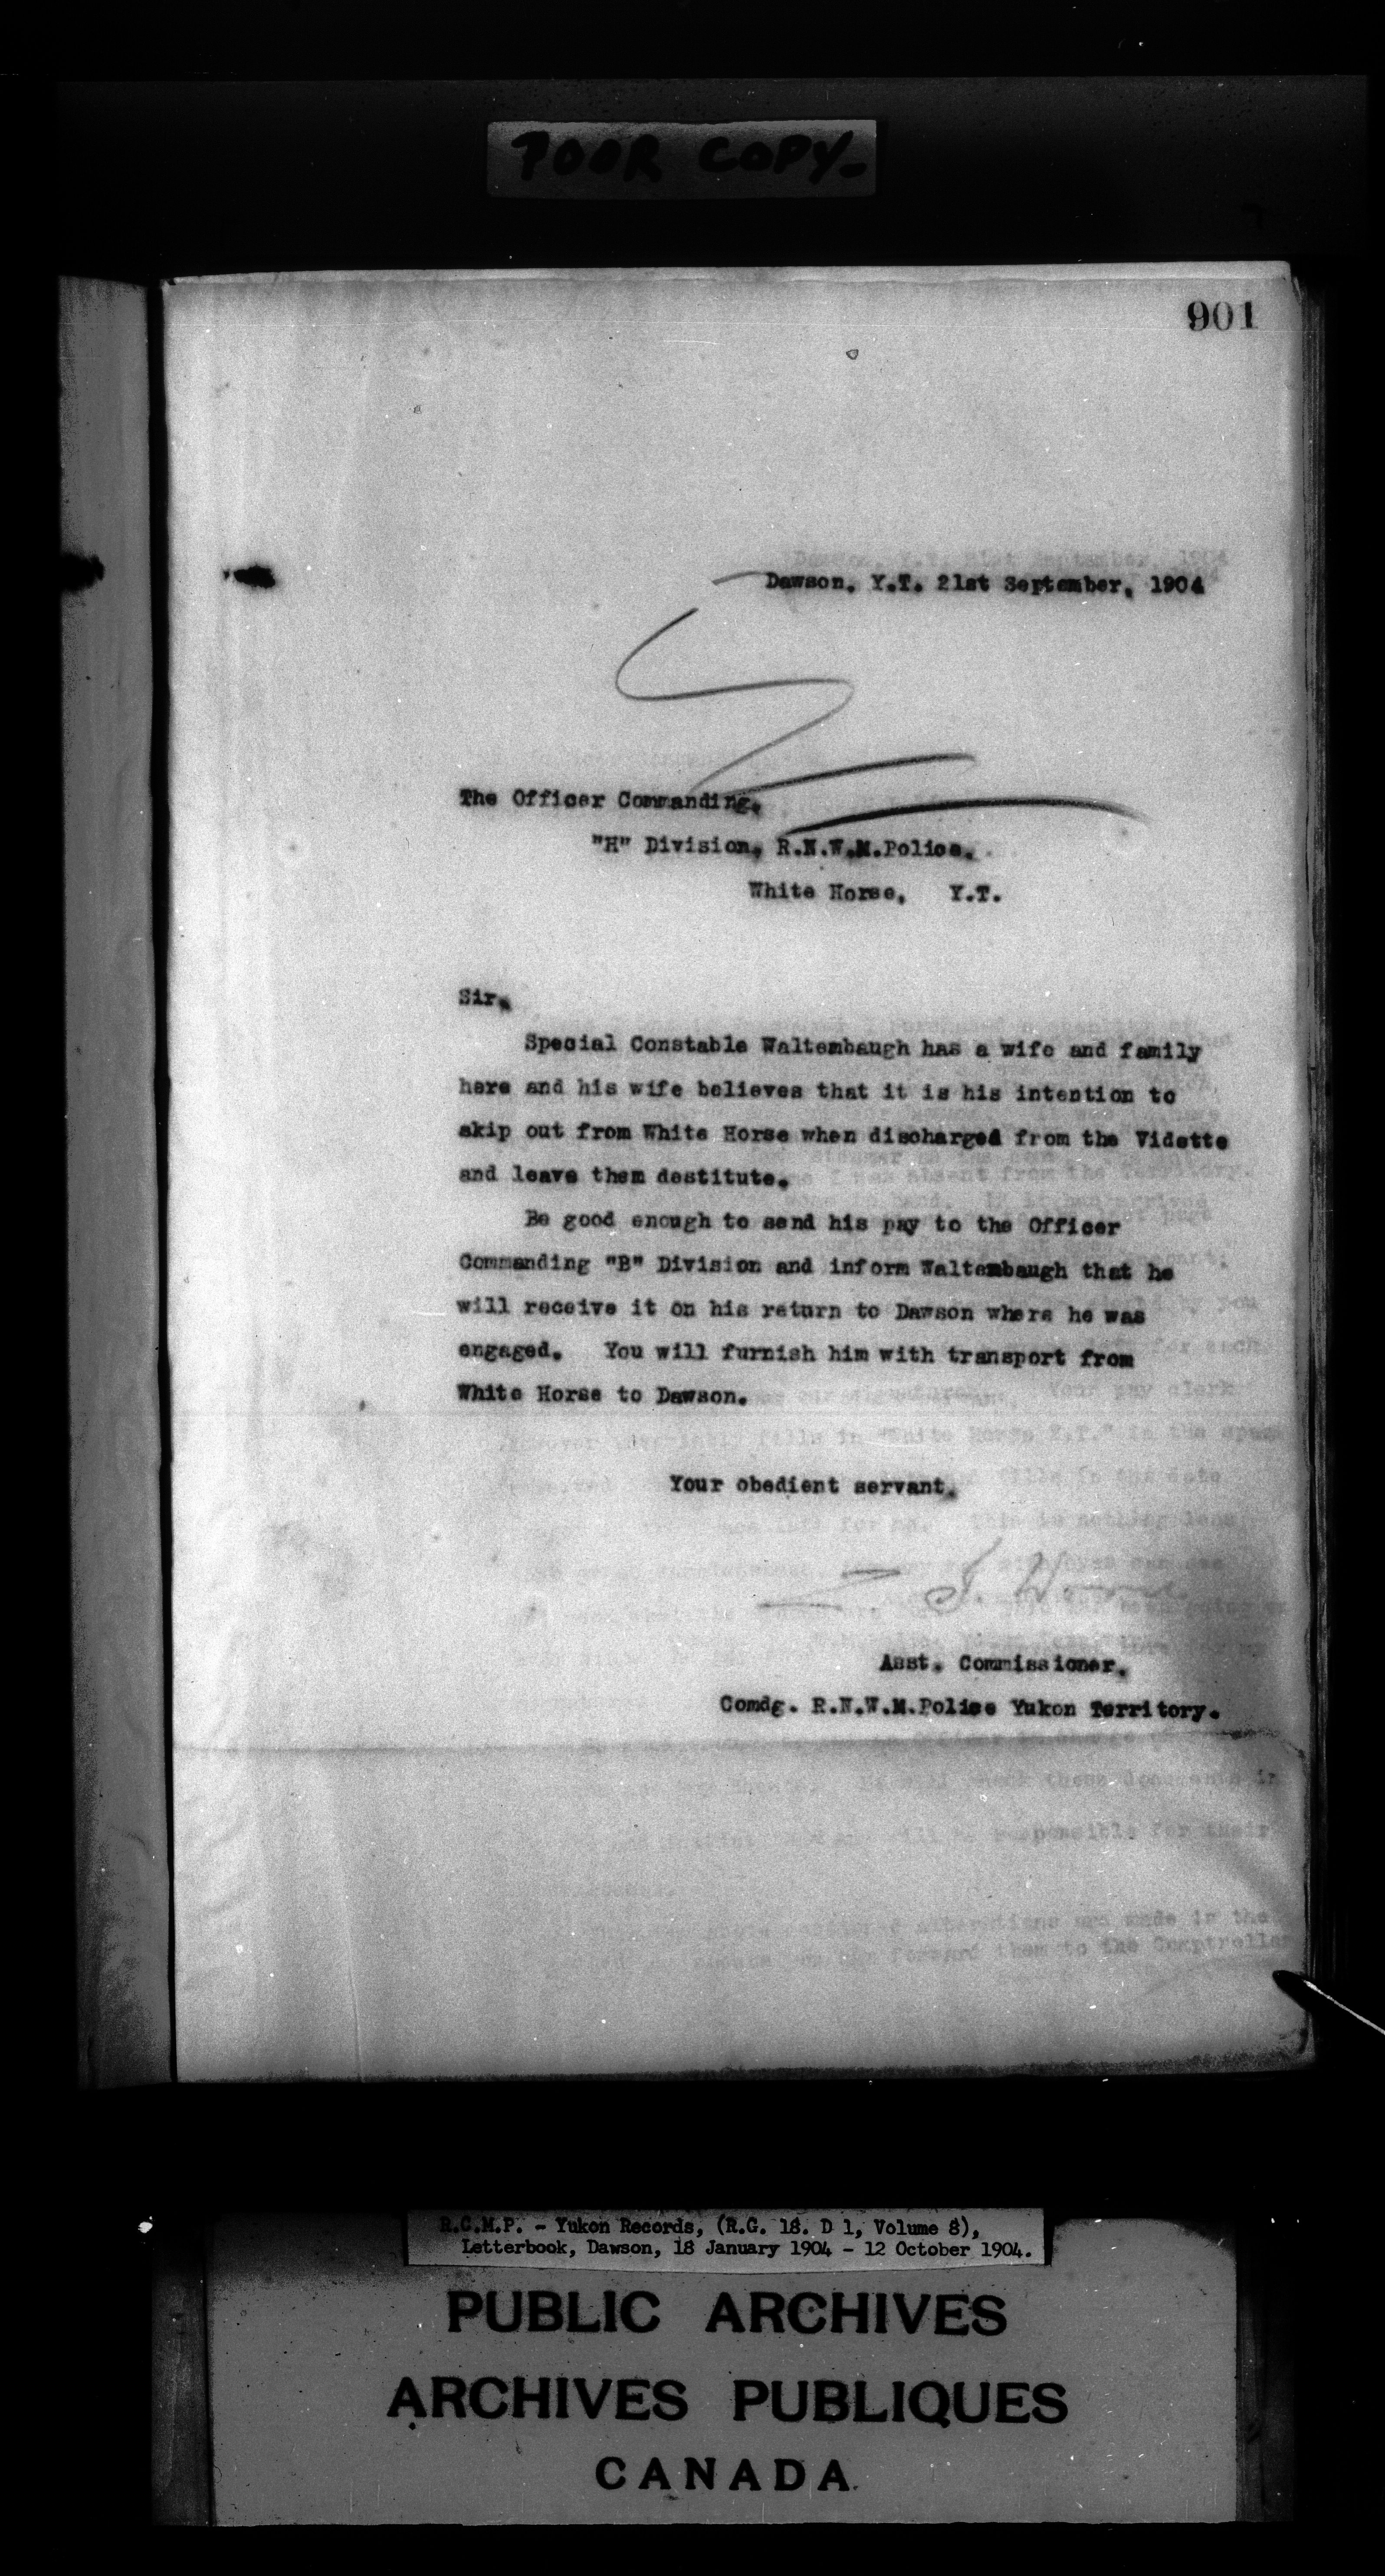 POOR COPY-
901
Dawson, Y.T. 21st September, 1904
The Officer Commanding,
"H" Division, R.N.W.M.Police,
White Horse, Y.T.
Sir,
Special Constable Waltembaugh has a wife and family
here and his wife believes that it is his intention to
skip out from White Horse when discharged from the Vidette
and leave them destitute.
Be good enough to send his pay to the Officer
Commanding "B" Division and inform Waltembaugh that he
will receive it on his return to Dawson where he was
engaged. You will furnish him with transport from
White Horse to Dawson.
Your obedient servant,
Asst. Commissioner,
Comdg. R.N.W.M.Police Yukon Territory.
R.C.M.P. - Yukon Records, (R.G. 18. D 1, Volume 8),
Letterbook, Dawson, 18 January 1904 - 12 October 1904.
PUBLIC ARCHIVES
ARCHIVES PUBLIQUES
CANADA